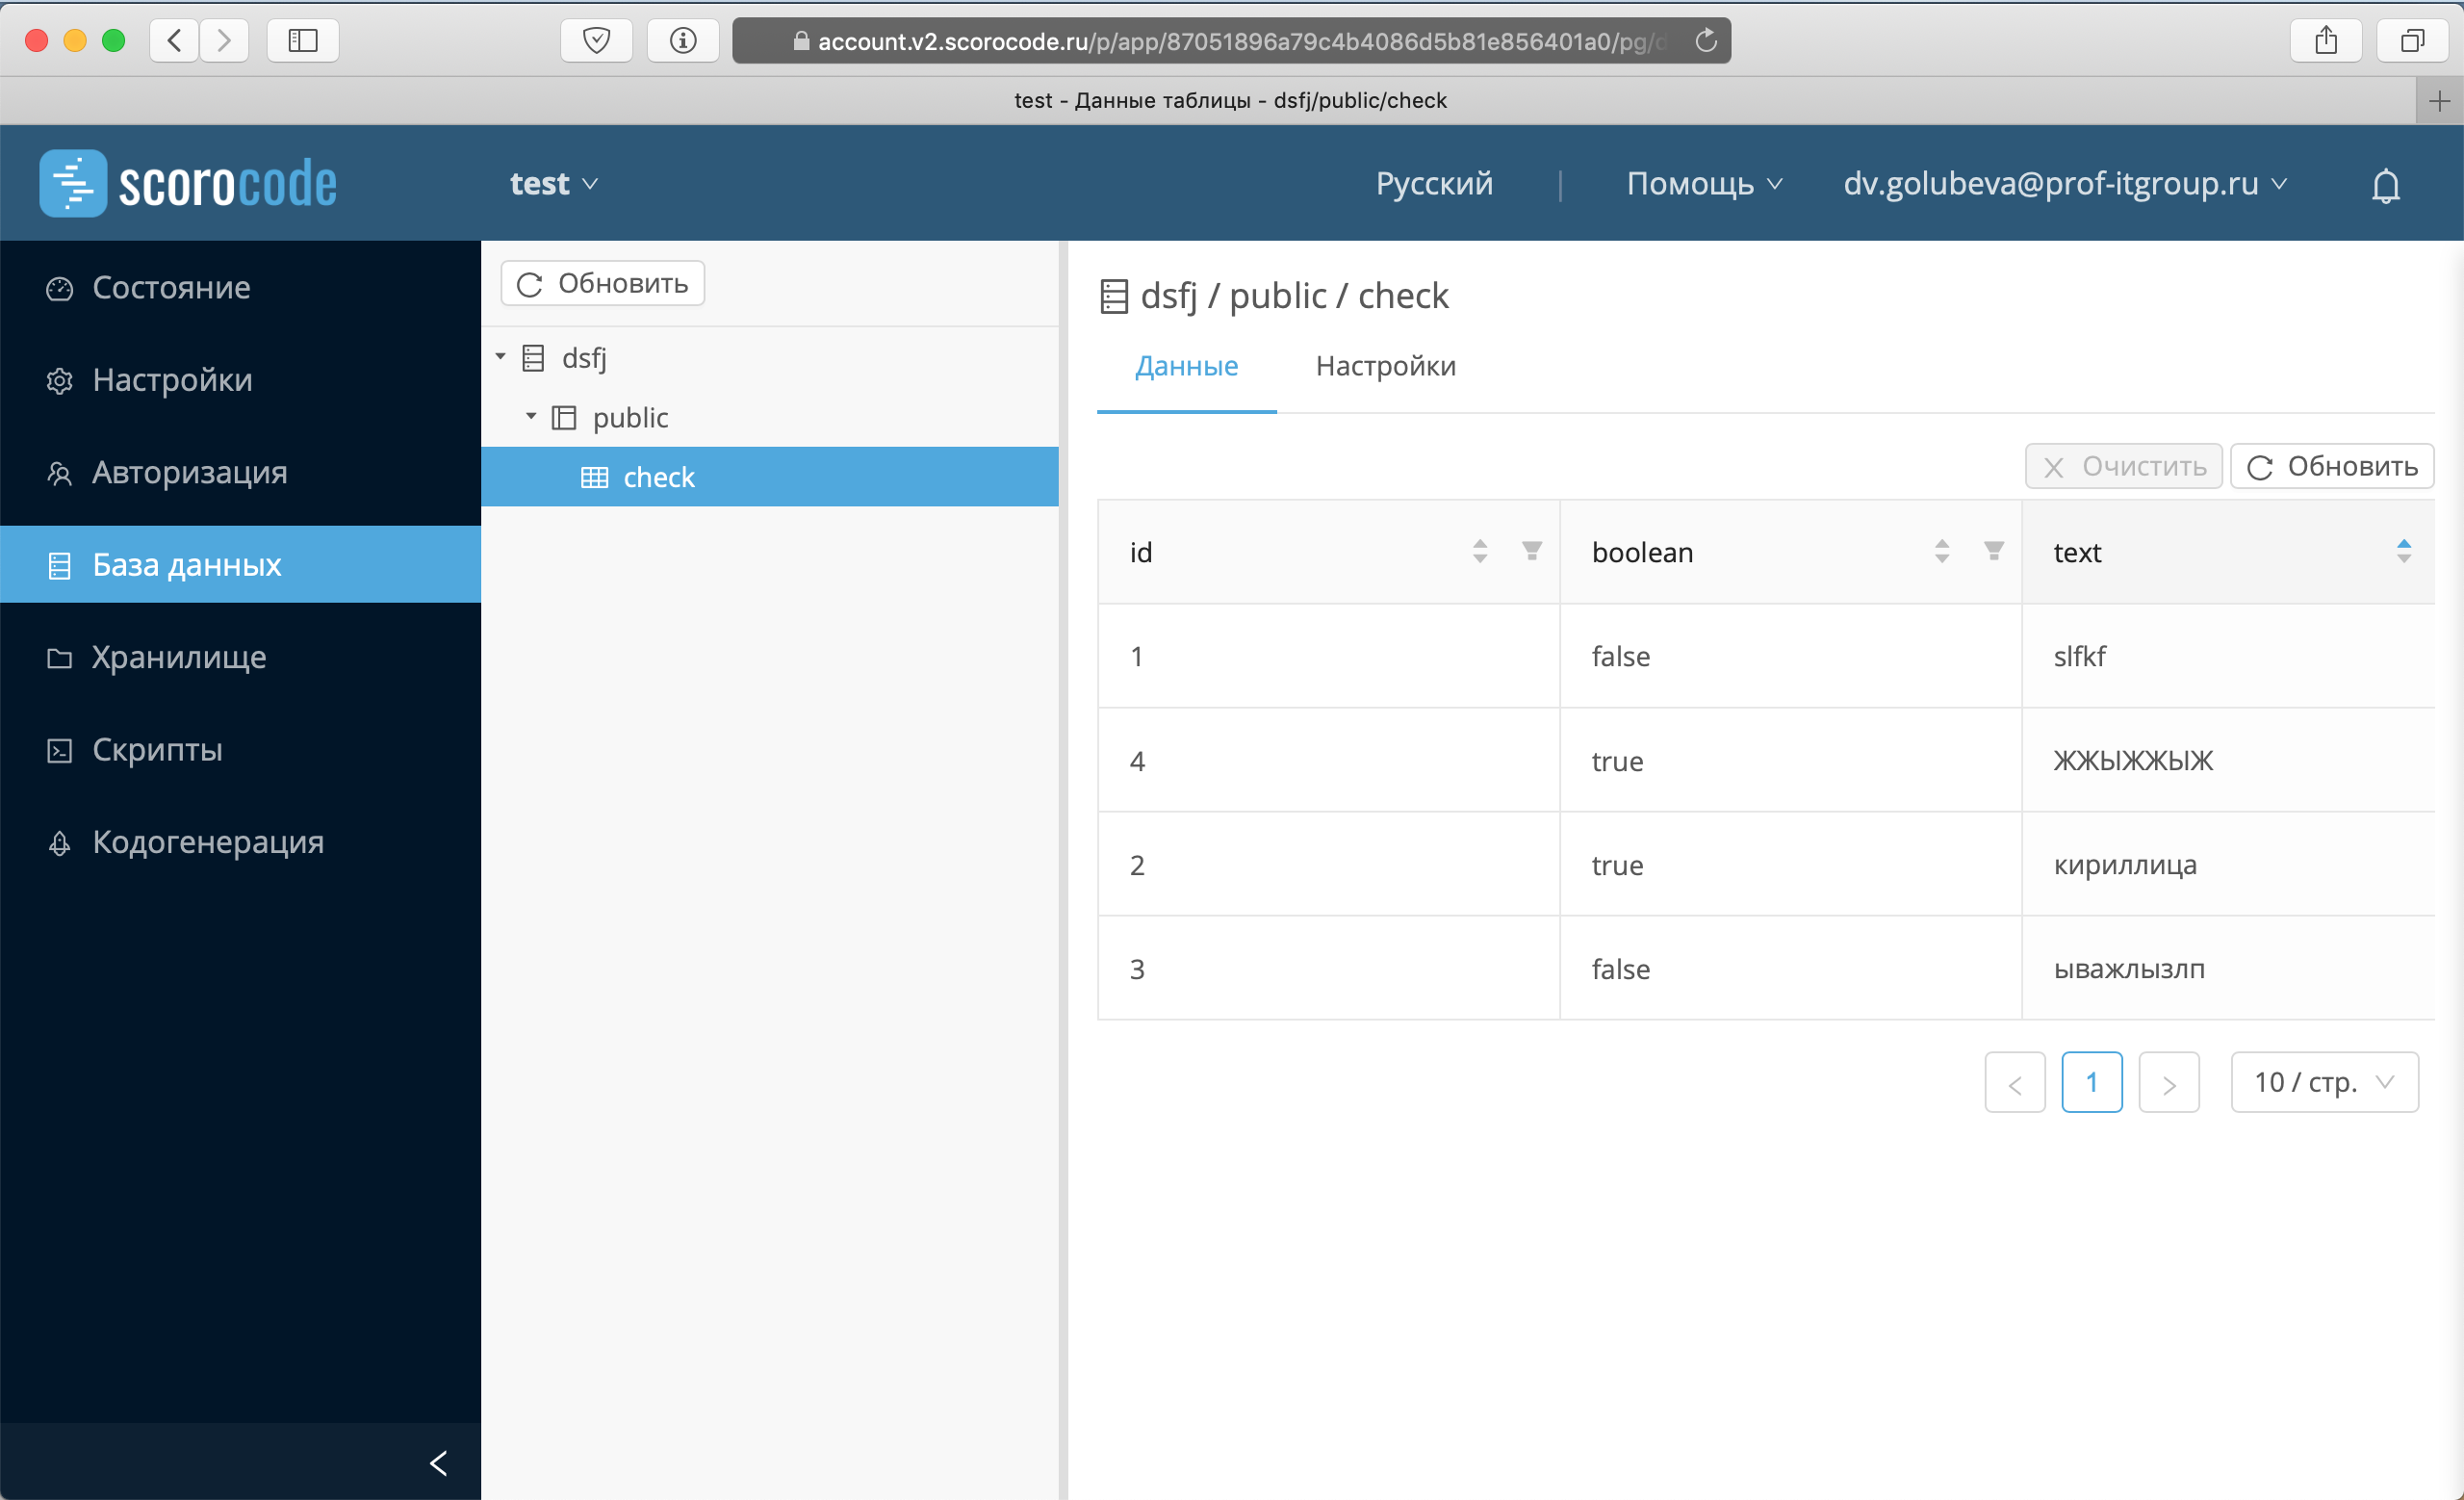 account.v2.scorocode.ru/p/app/87051896a79c4b4086d5b81e856401a0/pg/
test - Данные таблицы - dsfj/public/check
scorocode
test
Русский | Помощь dv.golubeva@prof-itgroup.ru
Состояние
Настройки
Авторизация
База данных
Хранилище
Скрипты
Кодогенерация
Обновить
dsfj
public
check
dsfj / public / check
Данные Настройки
Очистить Обновить
id boolean text
1 false slfkf
4 true ЖЖЫЖЖЫЖ
2 true кириллица
3 false ываажлызлп
1 10 / стр.